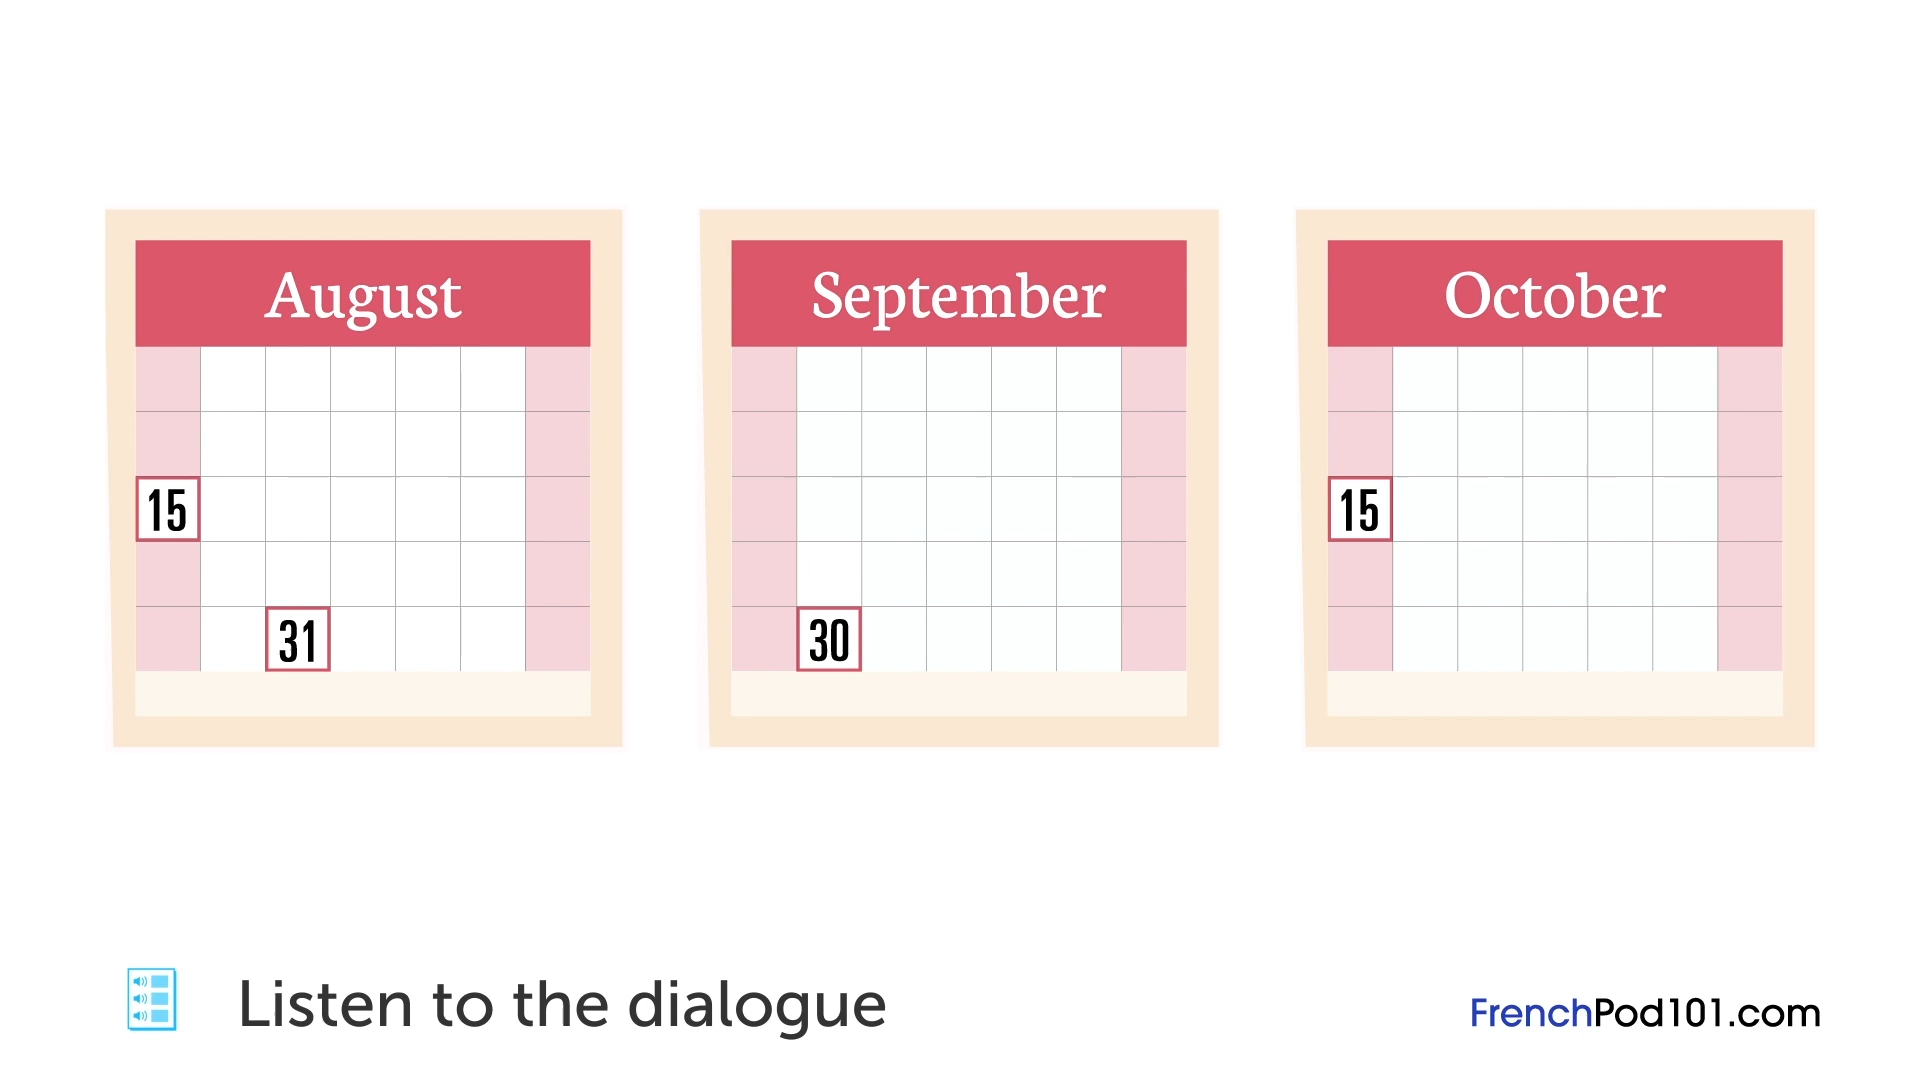 August
September
October
15
15
31
30
Listen to the dialogue
FrenchPod101.com